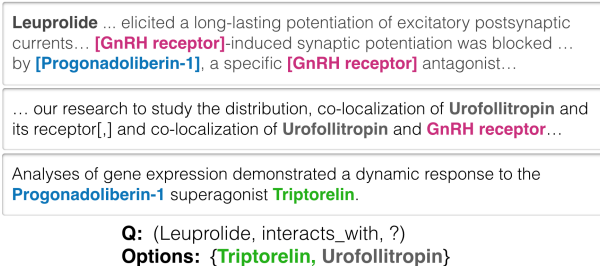 Leuprolide ... elicited a long-lasting potentiation of excitatory postsynaptic
currents… [GnRH receptor]-induced synaptic potentiation was blocked …
by [Progonadoliberin-1], a specific [GnRH receptor] antagonist…
… our research to study the distribution, co-localization of Urofollitropin and
its receptor[,] and co-localization of Urofollitropin and GnRH receptor…
Analyses of gene expression demonstrated a dynamic response to the
Progonadoliberin-1 superagonist Triptorelin.
Q: (Leuprolide, interacts_with, ?)
Options: {Triptorelin, Urofollitropin}